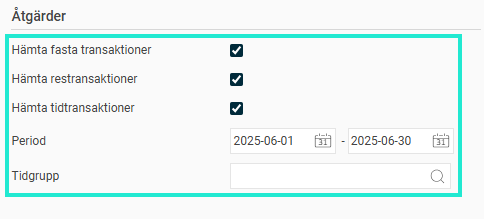 Åtgärder
Hämta fasta transaktioner
Hämta restransaktioner
Hämta tidtransaktioner
Period 2025-06-01 31 - 2025-06-30 31
Tidgrupp